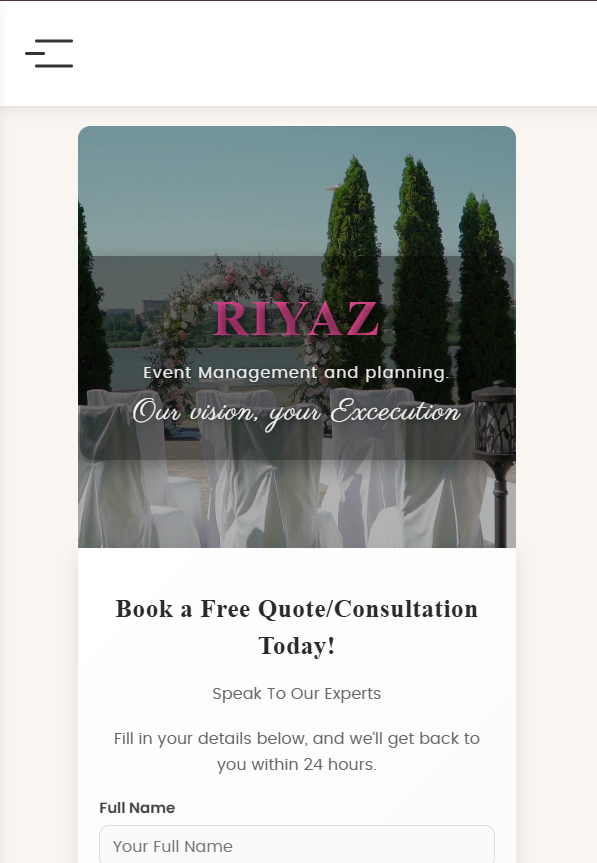 RIYAZ
Event Management and planning.
Our vision, your Excecution
Book a Free Quote/Consultation
Today!
Speak To Our Experts
Fill in your details below, and we'll get back to
you within 24 hours.
Full Name
Your Full Name